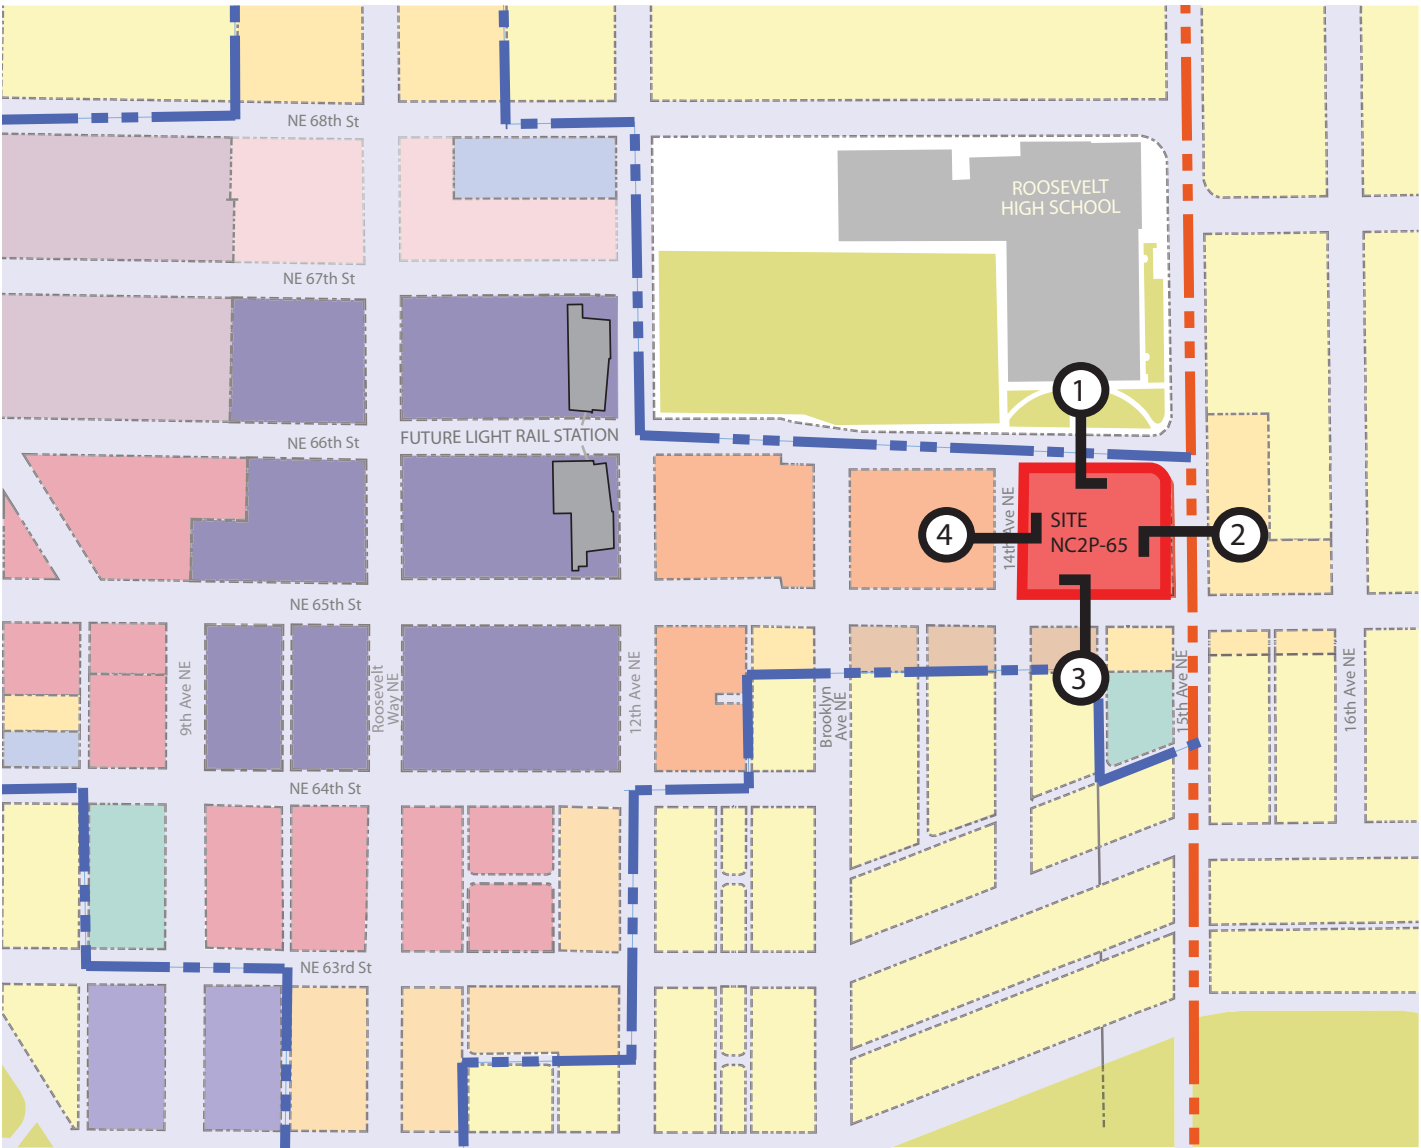 NE 68th St
ROOSEVELT
HIGH SCHOOL
NE 67th St
1
NE 66th St
FUTURE LIGHT RAIL STATION
14th Ave NE
4
SITE
NC2P-65
2
NE 65th St
9th Ave NE
Roosevelt
Way NE
12th Ave NE
Brooklyn
Ave NE
3
15th Ave NE
16th Ave NE
NE 64th St
NE 63rd St